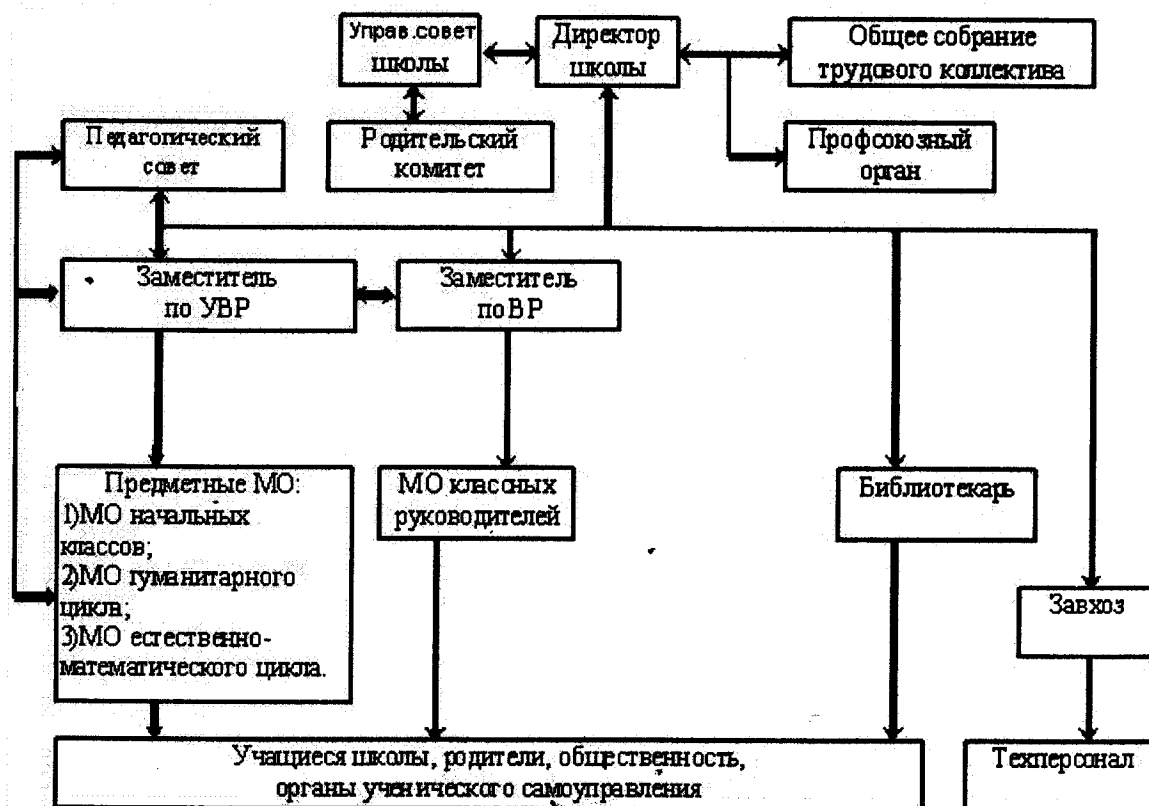 Управ.совет
школы
Директор
школы
Общее собрание
трудового коллектива
Педагогический
совет
Родительский
комитет
Профсоюзный
орган
Заместитель
по УВР
Заместитель
по ВР
Предметные МО:
1)МО начальных
классов;
2)МО гуманитарного
цикла;
3)МО естественно-
математического цикла.
МО классных
руководителей
Библиотекарь
Завхоз
Учащиеся школы, родители, общественность,
органы ученического самоуправления
Техперсонал